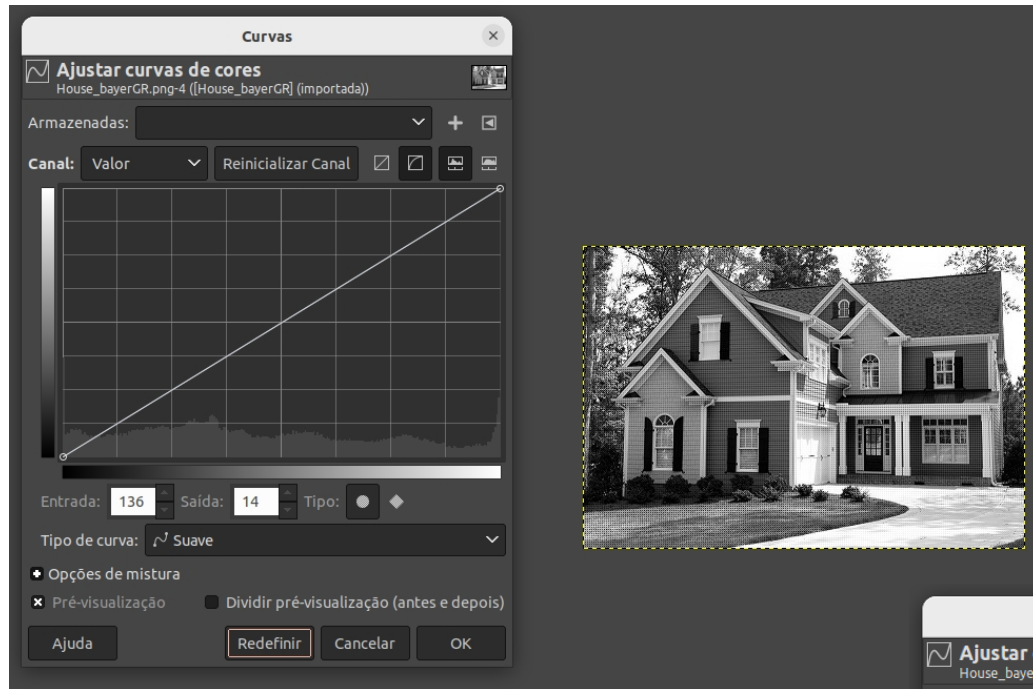 Curvas
Ajustar curvas de cores
House_bayerGR.png-4 ([House_bayerGR] (importada))
Armazenadas:
Canal: Valor Reinicializar Canal
Entrada: 136 Saída: 14 Tipo:
Tipo de curva: Suave
Opções de mistura
Pré-visualização Dividir pré-visualização (antes e depois)
Ajuda Redefinir Cancelar OK
Ajustar
House_baye